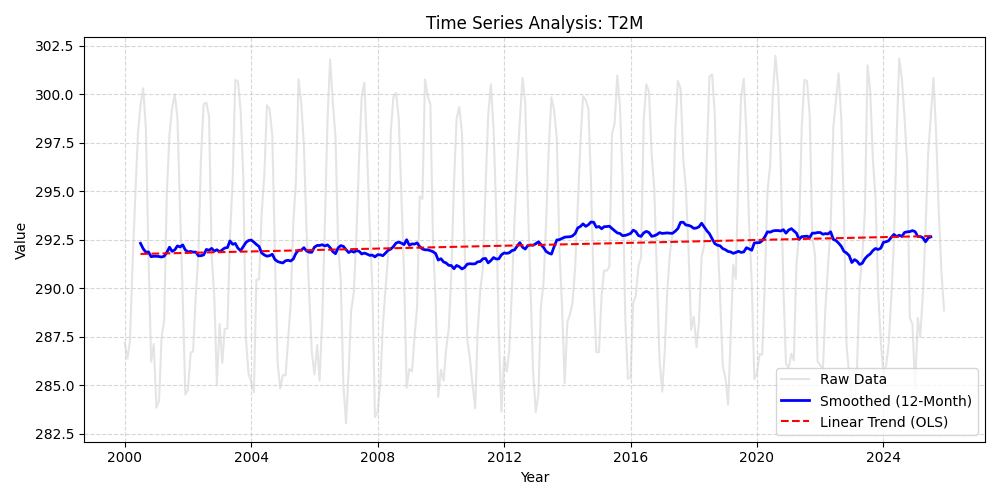 Time Series Analysis: T2M
302.5
300.0
297.5
295.0
292.5
290.0
287.5
285.0
282.5
Value
2000 2004 2008 2012 2016 2020 2024
Year
Raw Data
Smoothed (12-Month)
Linear Trend (OLS)